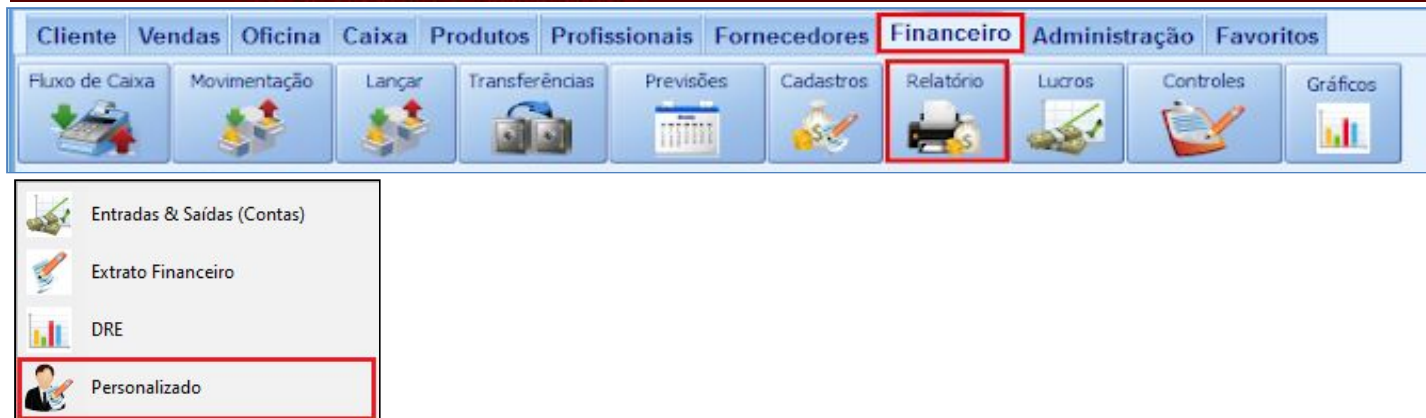 Cliente Vendas Oficina Caixa Produtos Profissionais Fornecedores Financeiro Administração Favoritos
Fluxo de Caixa Movimentação Lançar Transferências Previsões Cadastros Relatório Lucros Controles Gráficos
Entradas & Saídas (Contas)
Extrato Financeiro
DRE
Personalizado